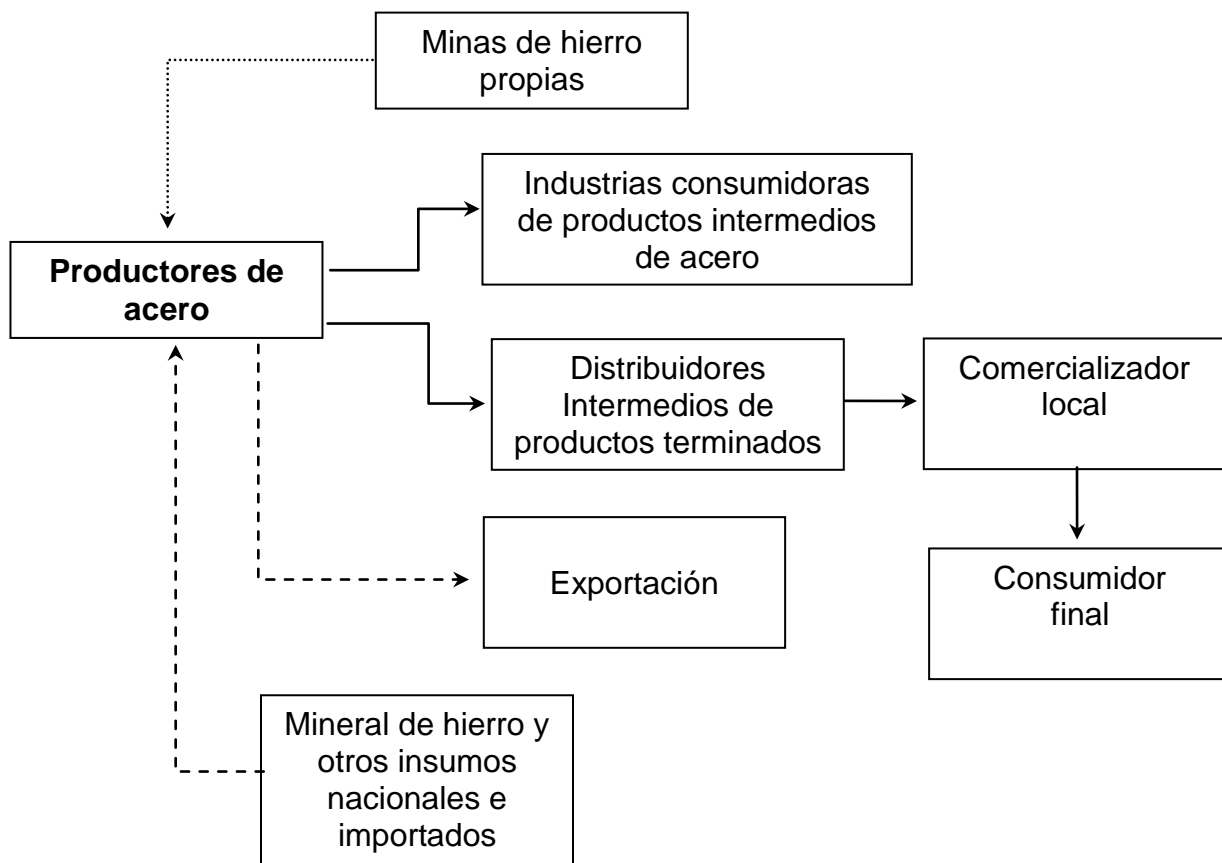 Minas de hierro
propias
Industrias consumidoras
de productos intermedios
de acero
Productores de
acero
Distribuidores
Intermedios de
productos terminados
Comercializador
local
Exportación
Consumidor
final
Mineral de hierro y
otros insumos
nacionales e
importados